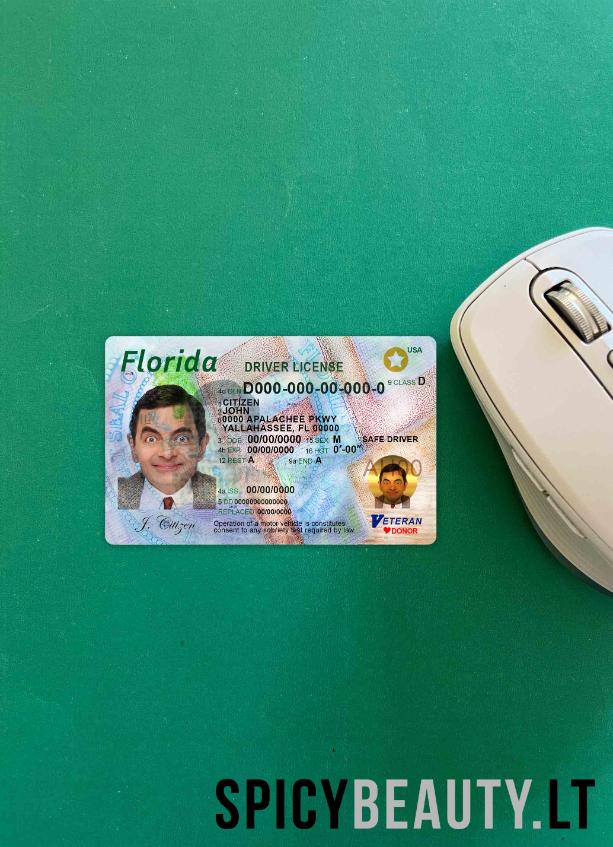 Florida
DRIVER LICENSE
USA
4d DLN D000-000-00-000-0
9 CLASS D
1 CITIZEN
2 JOHN
8 0000 APALACHEE PKWY
YALLAHASSEE, FL 00000
3 DOB 00/00/0000 15 SEX M
SAFE DRIVER
4b EXP 00/00/0000 16 HGT 0'-00"
12 REST A 9a END A
4a ISS 00/00/0000
5 DD 0000000000000
REPLACED 00/00/0000
J. Citizen
Operation of a motor vehicle is constitutes
consent to any sobriety test required by law
VETERAN
DONOR
SPICYBEAUTY.LT